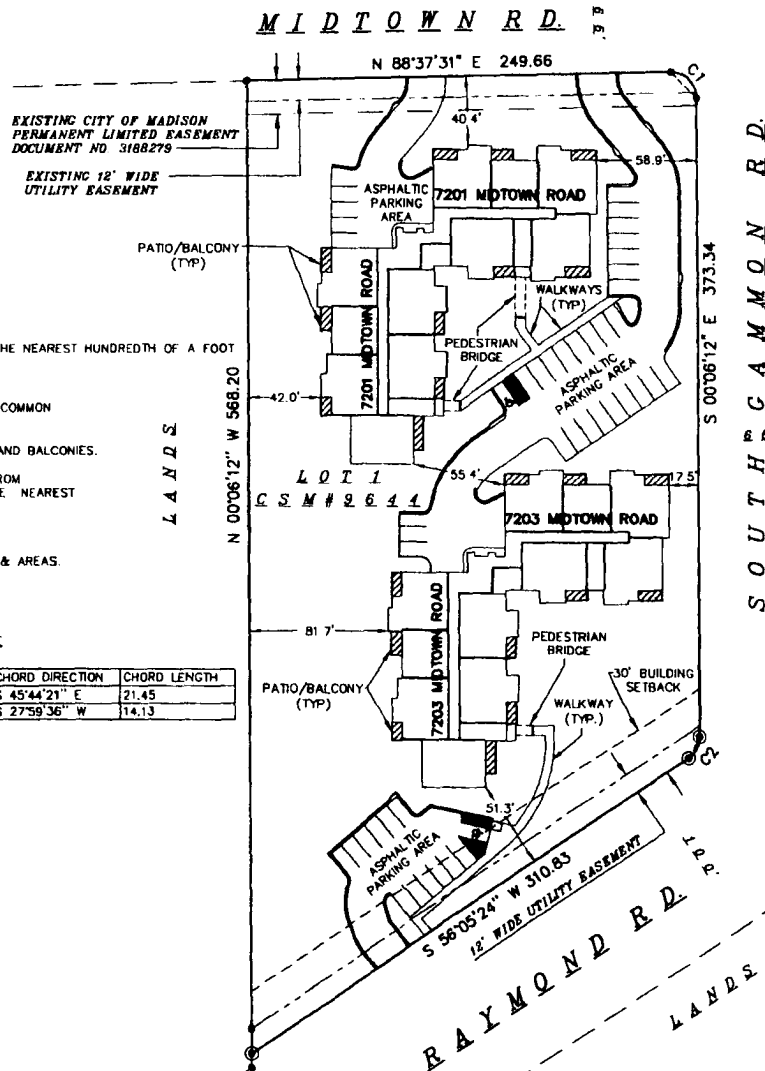 MIDTOWN RD.
66'
N 88°37'31" E 249.66
C1
EXISTING CITY OF MADISON
PERMANENT LIMITED EASEMENT
DOCUMENT NO 3188279
EXISTING 12' WIDE
UTILITY EASEMENT
40.4'
58.9'
ASPHALTIC
PARKING
AREA
7201 MIDTOWN ROAD
PATIO/BALCONY
(TYP)
7201 MIDTOWN ROAD
WALKWAYS
(TYP)
PEDESTRIAN
BRIDGE
ASPHALTIC
PARKING AREA
S 00°06'12" E 373.34
SOUTH GAMMON RD.
HE NEAREST HUNDREDTH OF A FOOT
COMMON
AND BALCONIES.
ROM
E NEAREST
& AREAS.
42.0'
N 00°06'12" W 568.20
LANDS
LOT 1
CSM#9644
55.4'
17.5'
7203 MIDTOWN ROAD
81.7'
7203 MIDTOWN ROAD
PEDESTRIAN
BRIDGE
30' BUILDING
SETBACK
CHORD DIRECTION CHORD LENGTH
S 45°44'21" E 21.45
S 27°59'36" W 14.13
PATIO/BALCONY
(TYP)
WALKWAY
(TYP.)
C2
51.3'
ASPHALTIC
PARKING AREA
S 56°05'24" W 310.83
12' WIDE UTILITY EASEMENT
100'
RAYMOND RD.
LANDS